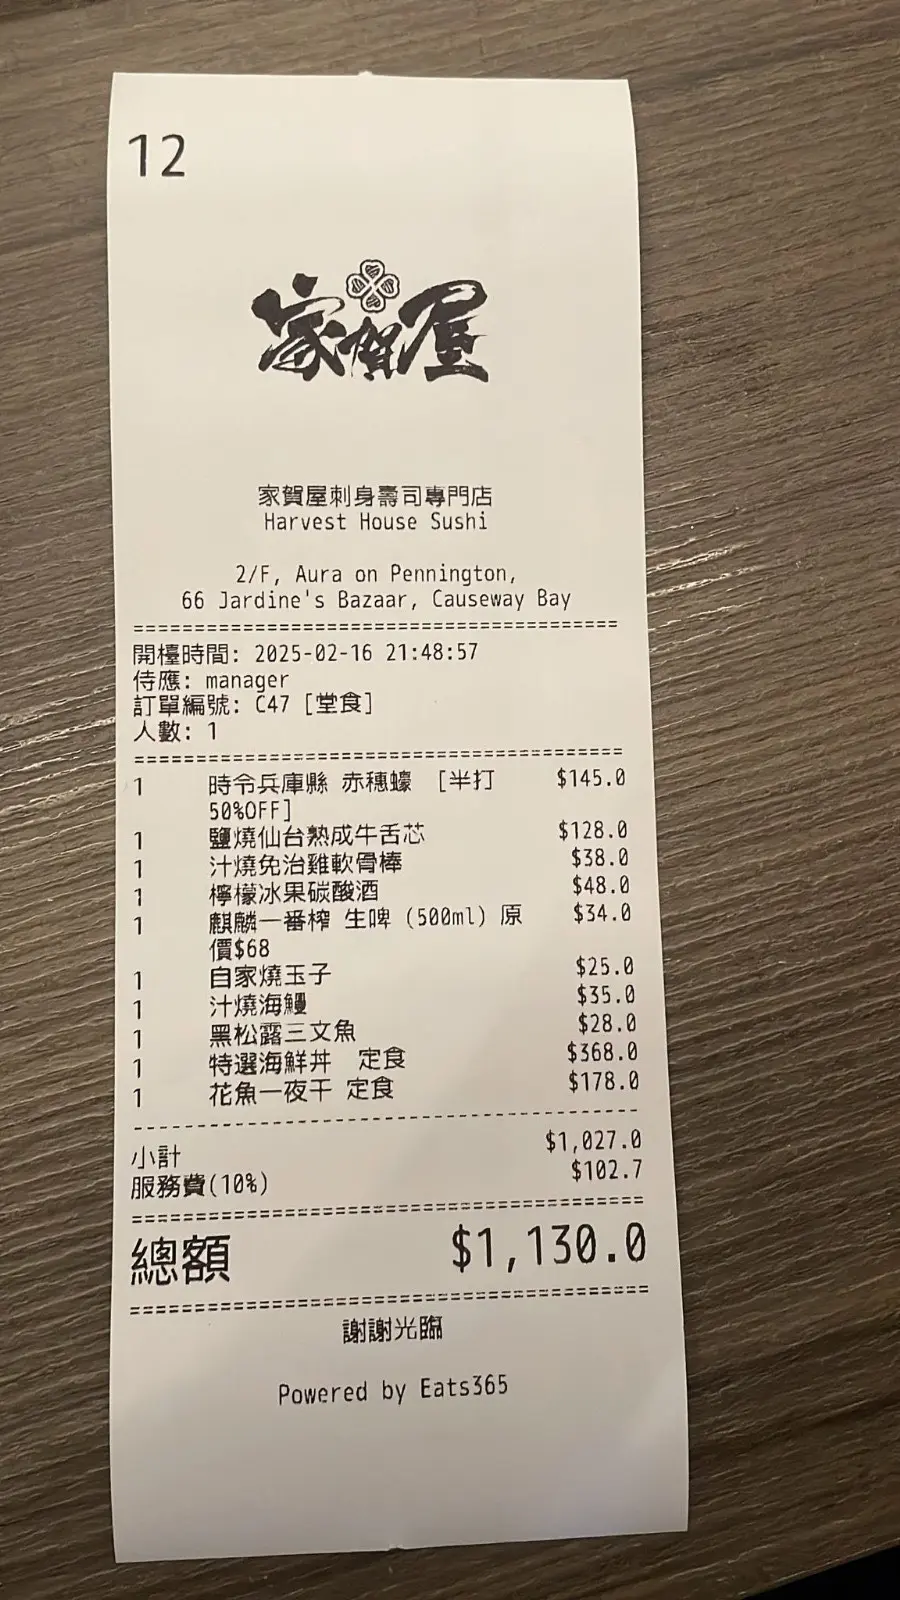 12
家賀屋
家賀屋刺身壽司專門店
Harvest House Sushi
2/F, Aura on Pennington,
66 Jardine's Bazaar, Causeway Bay
========================================
開檯時間: 2025-02-16 21:48:57
侍應: manager
訂單編號: C47 [堂食]
人數: 1
========================================
1 時令兵庫縣 赤穗蠔 [半打 $145.0
50%OFF]
1 鹽燒仙台熟成牛舌芯 $128.0
1 汁燒免治雞軟骨棒 $38.0
1 檸檬冰果碳酸酒 $48.0
1 麒麟一番榨 生啤 (500ml) 原 $34.0
價$68
1 自家燒玉子 $25.0
1 汁燒海鰻 $35.0
1 黑松露三文魚 $28.0
1 特選海鮮丼 定食 $368.0
1 花魚一夜干 定食 $178.0
----------------------------------------
小計 $1,027.0
服務費(10%) $102.7
========================================
總額 $1,130.0
========================================
謝謝光臨
Powered by Eats365